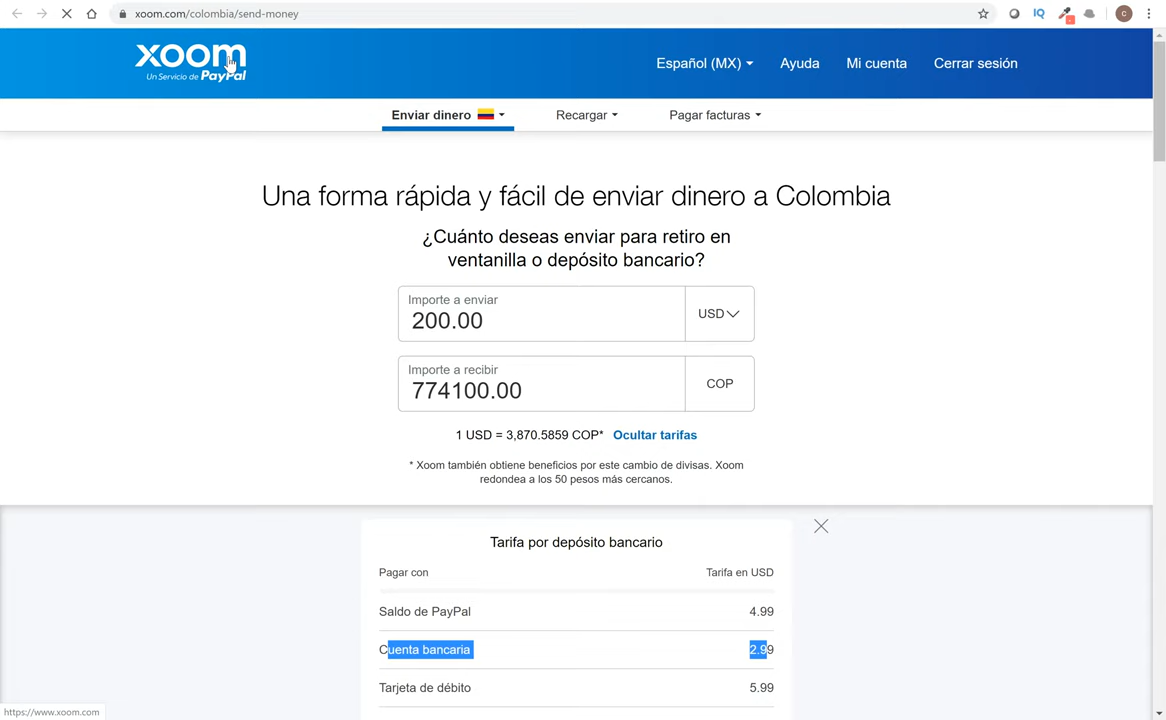 xoom.com/colombia/send-money
IQ
c
xoom
Un Servicio de PayPal
Español (MX)
Ayuda
Mi cuenta
Cerrar sesión
Enviar dinero
Recargar
Pagar facturas
Una forma rápida y fácil de enviar dinero a Colombia
¿Cuánto deseas enviar para retiro en
ventanilla o depósito bancario?
Importe a enviar
200.00
USD
Importe a recibir
774100.00
COP
1 USD = 3,870.5859 COP* Ocultar tarifas
* Xoom también obtiene beneficios por este cambio de divisas. Xoom
redondea a los 50 pesos más cercanos.
Tarifa por depósito bancario
Pagar con Tarifa en USD
Saldo de PayPal 4.99
Cuenta bancaria 2.99
Tarjeta de débito 5.99
https://www.xoom.com